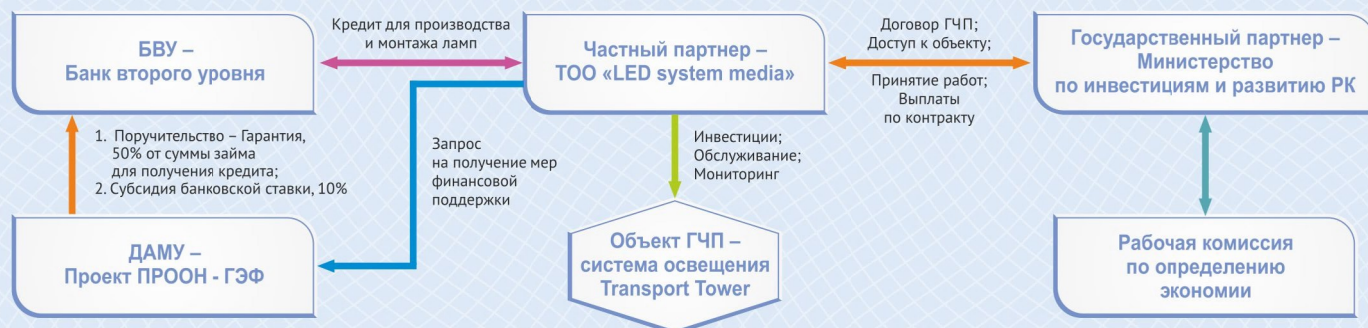 БВУ –
Банк второго уровня
Кредит для производства
и монтажа ламп
Частный партнер –
ТОО «LED system media»
Договор ГЧП;
Доступ к объекту;
Принятие работ;
Выплаты
по контракту
Государственный партнер –
Министерство
по инвестициям и развитию РК
1. Поручительство – Гарантия,
50% от суммы займа
для получения кредита;
2. Субсидия банковской ставки, 10%
Запрос
на получение мер
финансовой
поддержки
Инвестиции;
Обслуживание;
Мониторинг
ДАМУ –
Проект ПРООН - ГЭФ
Объект ГЧП –
система освещения
Transport Tower
Рабочая комиссия
по определению
экономии